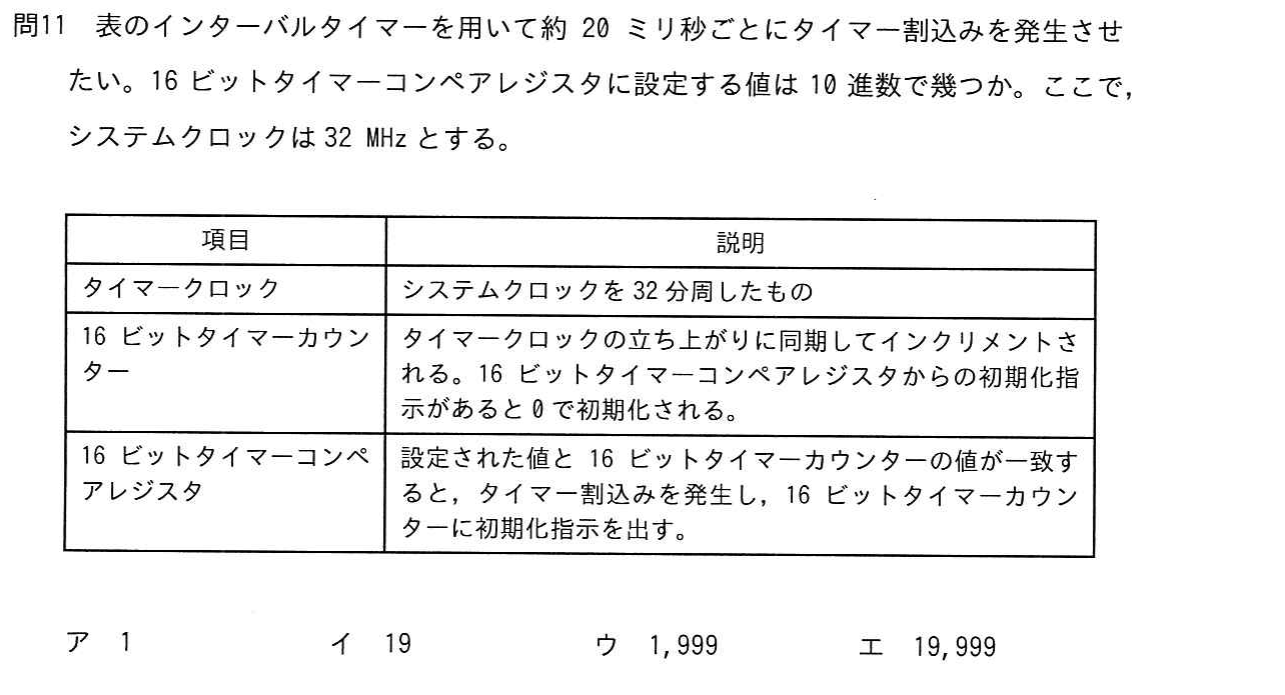 問11　表のインターバルタイマーを用いて約 20 ミリ秒ごとにタイマー割込みを発生させ
たい。16 ビットタイマーコンペアレジスタに設定する値は 10 進数で幾つか。ここで，
システムクロックは 32 MHz とする。
項目　説明
タイマークロック　システムクロックを 32 分周したもの
16 ビットタイマーカウン
ター
タイマークロックの立ち上がりに同期してインクリメントさ
れる。16 ビットタイマーコンペアレジスタからの初期化指
示があると 0 で初期化される。
16 ビットタイマーコンペ
アレジスタ
設定された値と 16 ビットタイマーカウンターの値が一致す
ると，タイマー割込みを発生し，16 ビットタイマーカウン
ターに初期化指示を出す。
ア　1　イ　19　ウ　1,999　エ　19,999